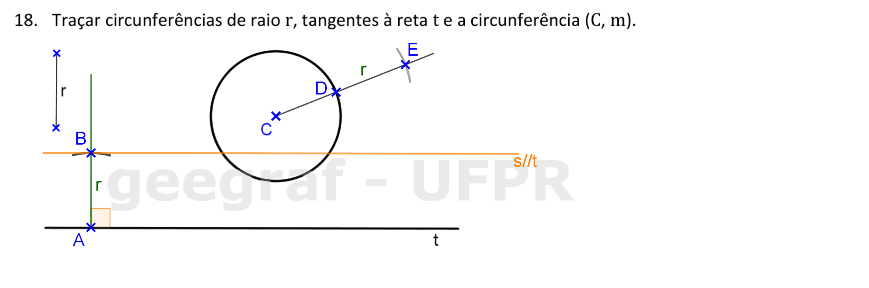 18. Traçar circunferências de raio r, tangentes à reta t e a circunferência (C, m).
E
r
D
r
C
B
s//t
geegraf - UFPR
r
A
t